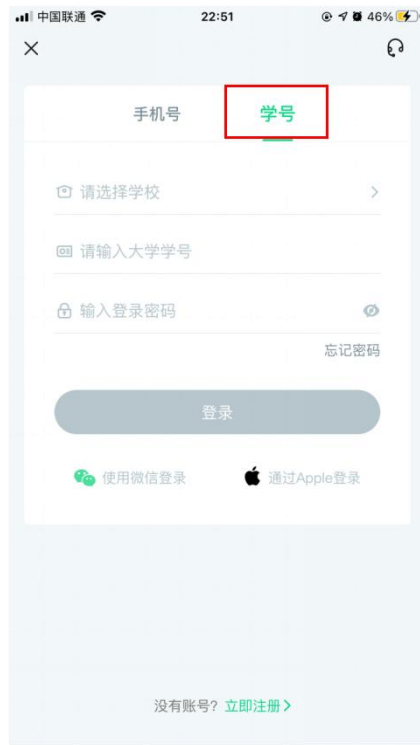 中国联通 22:51 46%
手机号 学号
请选择学校
请输入大学学号
输入登录密码
忘记密码
登录
使用微信登录 通过Apple登录
没有账号? 立即注册